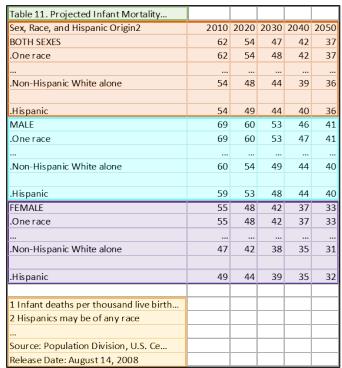 Table 11. Projected Infant Mortality...
Sex, Race, and Hispanic Origin2 2010 2020 2030 2040 2050
BOTH SEXES 62 54 47 42 37
.One race 62 54 48 42 37
... ... ... ... ... ...
.Non-Hispanic White alone 54 48 44 39 36
.Hispanic 54 49 44 40 36
MALE 69 60 53 46 41
.One race 69 60 53 47 41
... ... ... ... ... ...
.Non-Hispanic White alone 60 54 49 44 40
.Hispanic 59 53 48 44 40
FEMALE 55 48 42 37 33
.One race 55 48 42 37 33
... ... ... ... ... ...
.Non-Hispanic White alone 47 42 38 35 31
.Hispanic 49 44 39 35 32
1 Infant deaths per thousand live birth...
2 Hispanics may be of any race
...
Source: Population Division, U.S. Ce...
Release Date: August 14, 2008